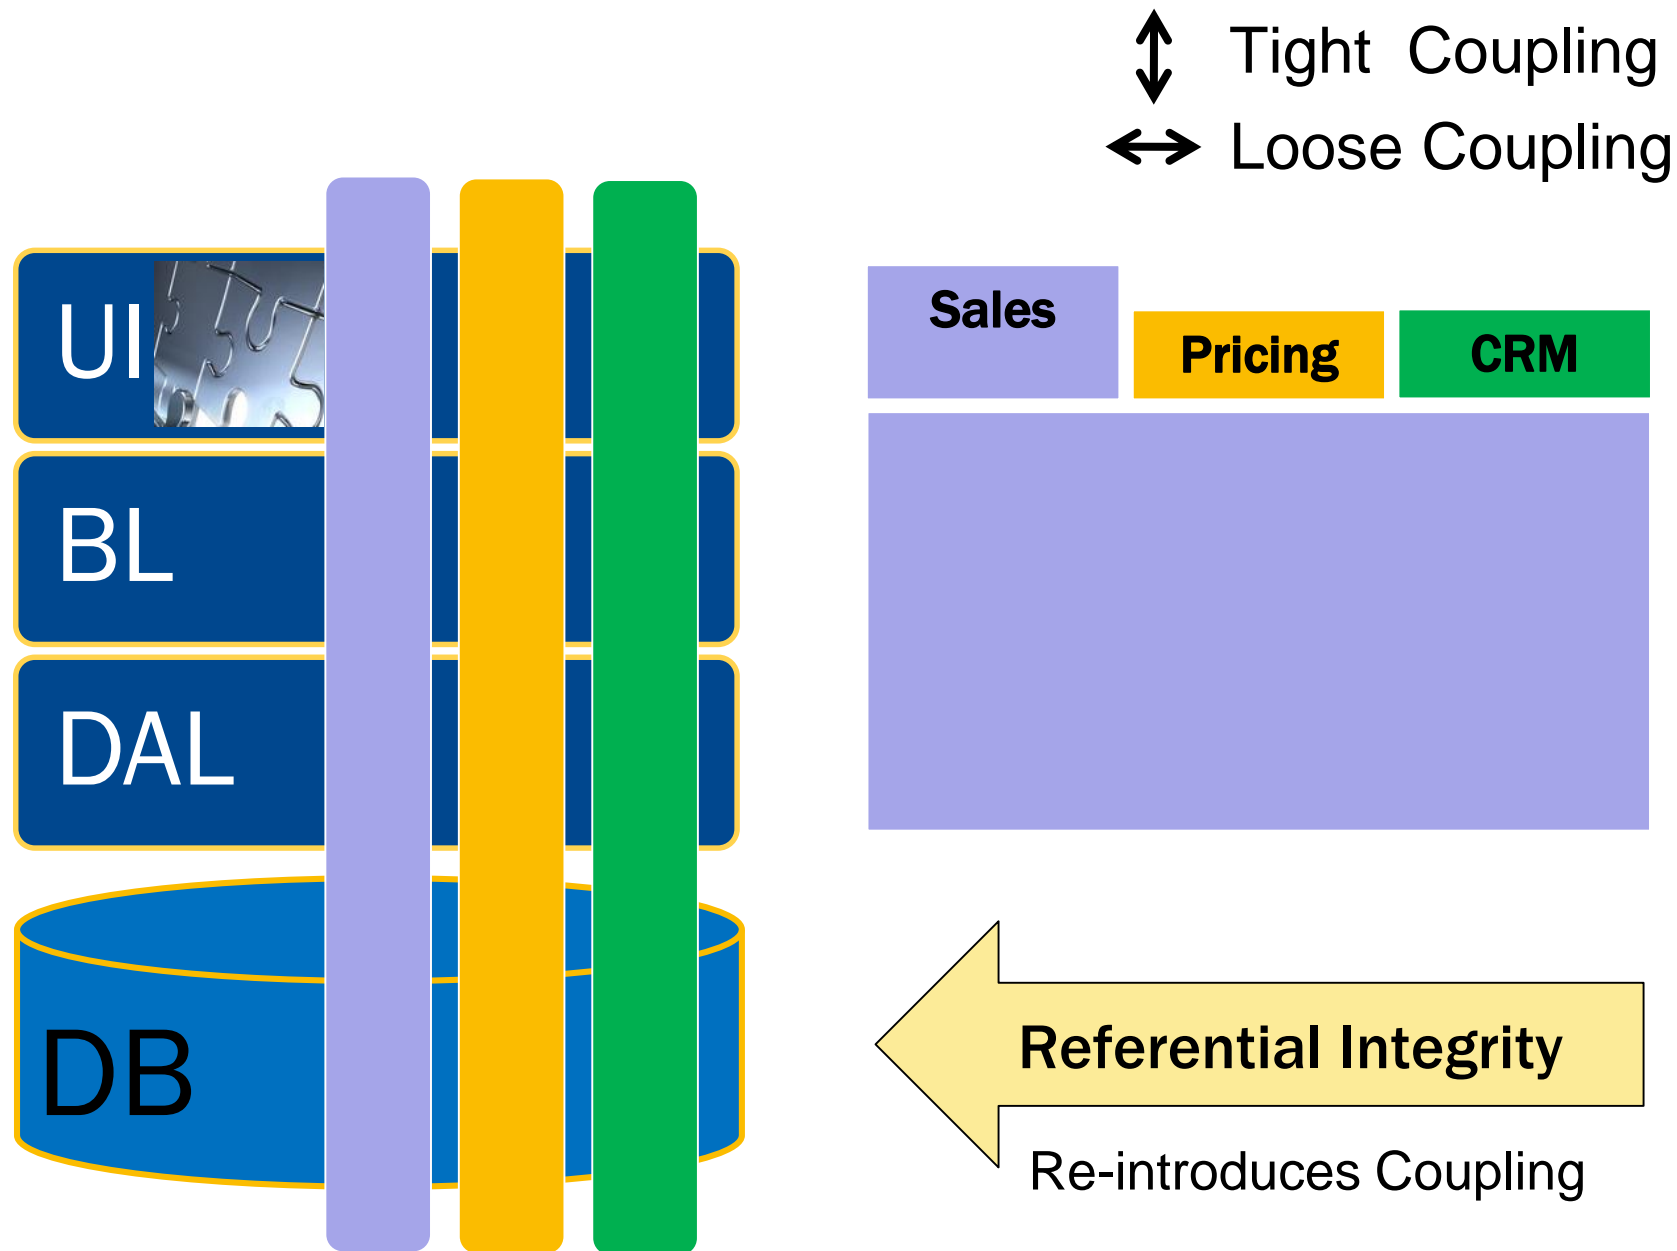 Tight Coupling
Loose Coupling
UI
BL
DAL
DB
Sales
Pricing
CRM
Referential Integrity
Re-introduces Coupling